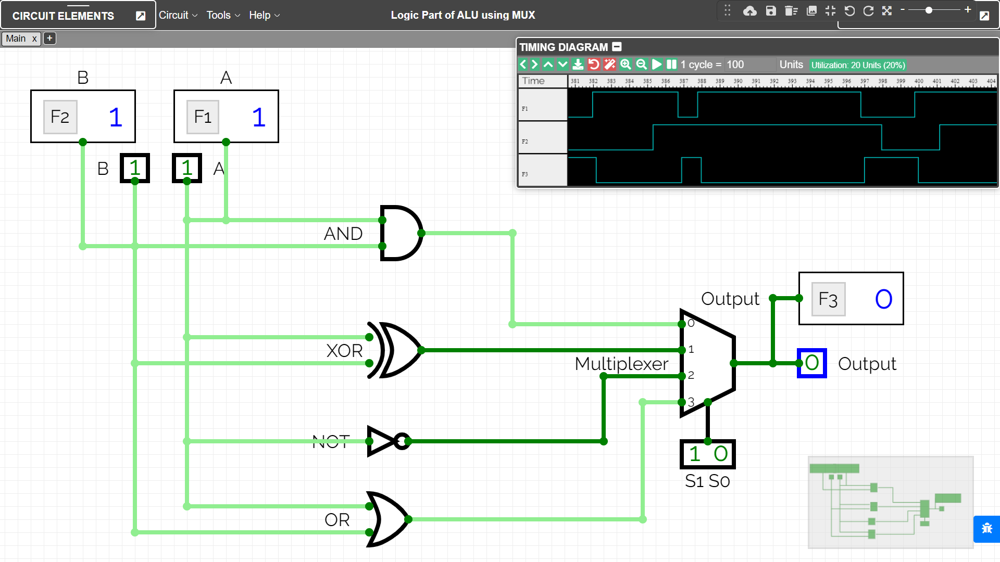 CIRCUIT ELEMENTS
Circuit Tools Help
Logic Part of ALU using MUX
- +
Main x +
TIMING DIAGRAM
1 cycle = 100 Units Utilization: 20 Units (20%)
Time 381 382 383 384 385 386 387 388 389 390 391 392 393 394 395 396 397 398 399 400 401 402 403 404
F1
F2
F3
B A
F2 1 F1 1
B 1 1 A
AND
Output F3 0
0
XOR 1
Multiplexer 2 0 Output
3
NOT
1 0
S1 S0
OR